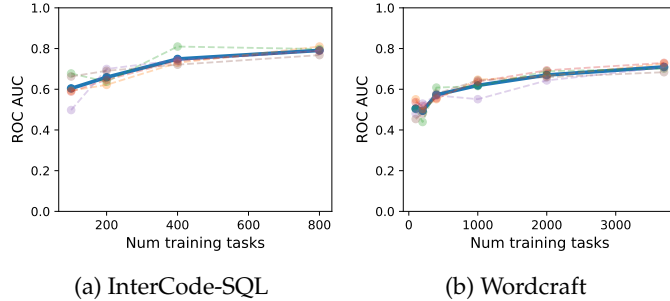 1.0
0.8
0.6
0.4
0.2
0.0
ROC AUC
200 400 600 800
Num training tasks
(a) InterCode-SQL
1.0
0.8
0.6
0.4
0.2
0.0
ROC AUC
0 1000 2000 3000
Num training tasks
(b) Wordcraft